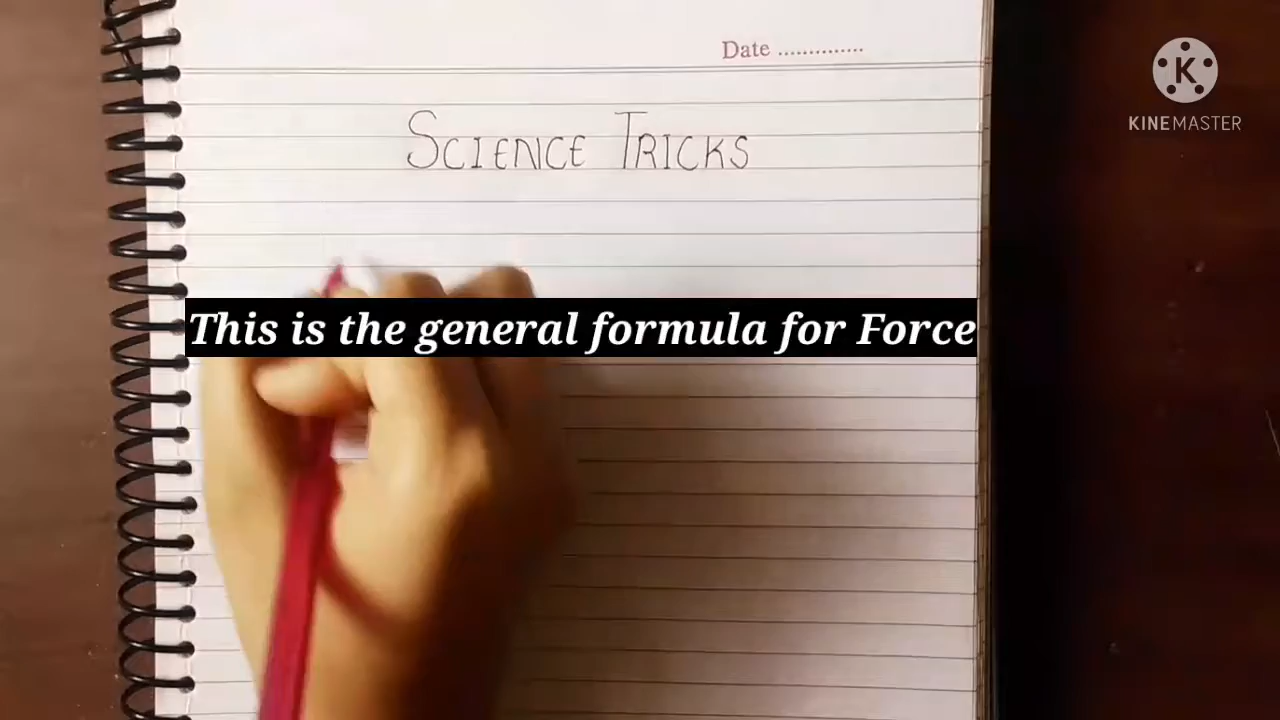 Date ..............
KINEMASTER
SCIENCE TRICKS
This is the general formula for Force